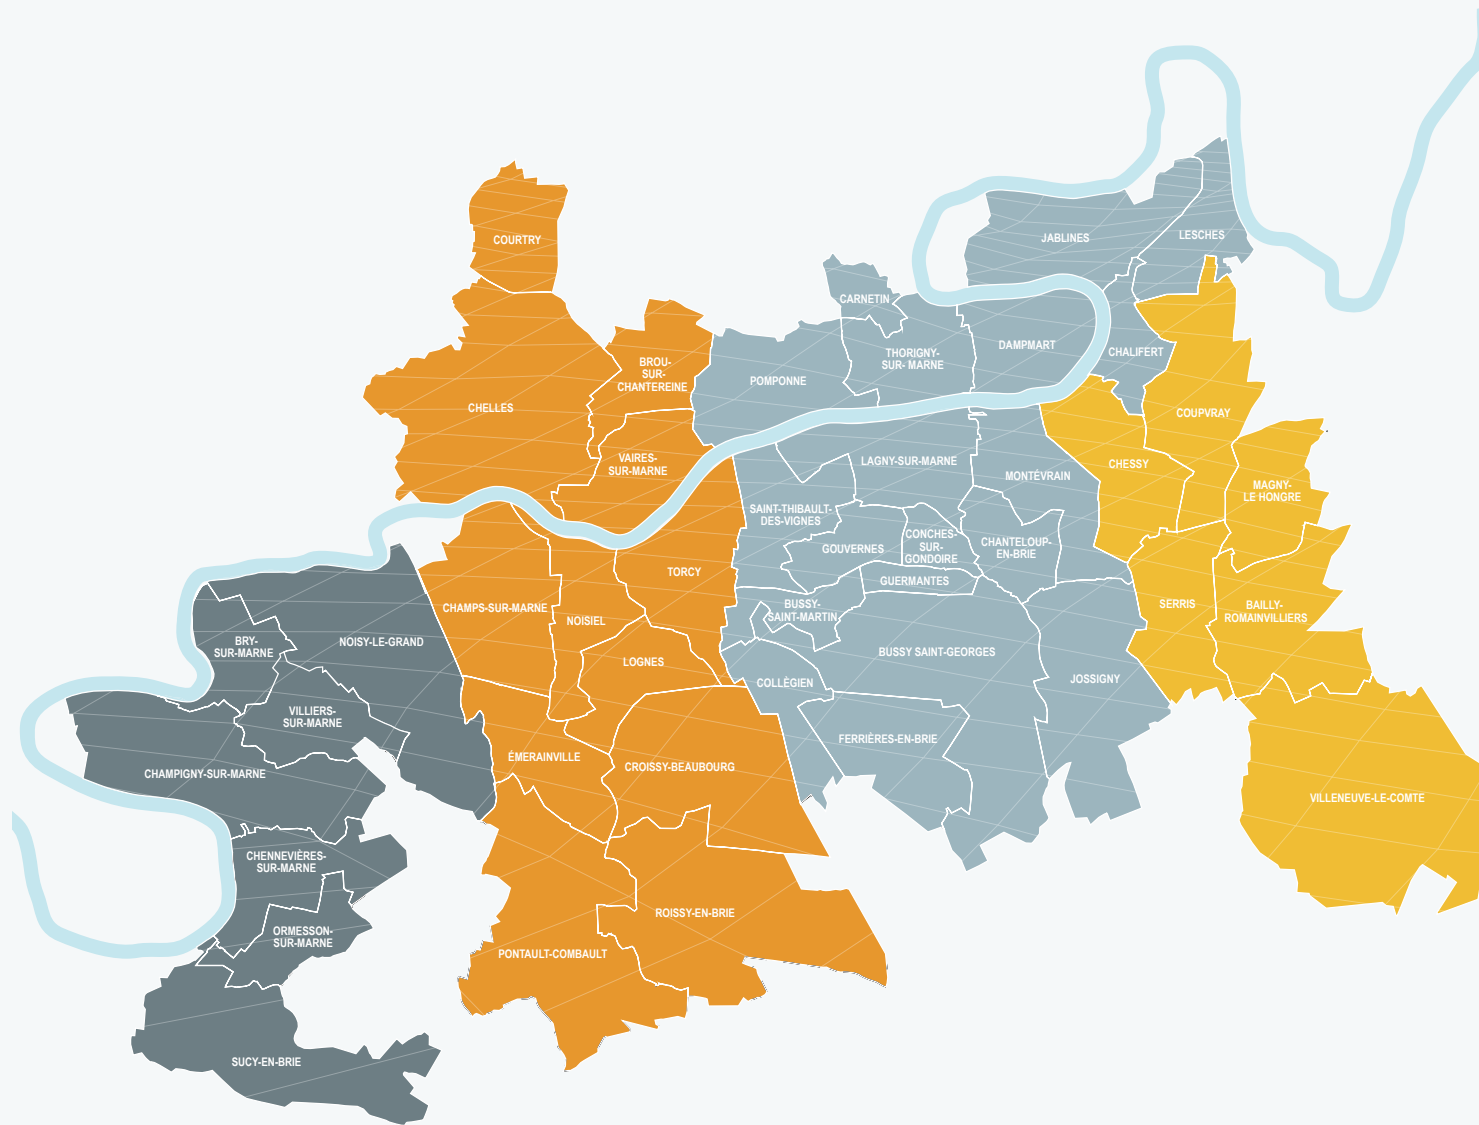 COURTRY
JABLINES
LESCHES
CARNETIN
DAMPMART
CHALIFERT
THORIGNY-
SUR- MARNE
BROU-
SUR-
CHANTEREINE
POMPONNE
CHELLES
COUPVRAY
VAIRES-
SUR-MARNE
LAGNY-SUR-MARNE
CHESSY
MONTÉVRAIN
MAGNY-
LE HONGRE
SAINT-THIBAULT-
DES-VIGNES
GOUVERNES
CONCHES-
SUR-
GONDOIRE
CHANTELOUP-
EN-BRIE
TORCY
GUERMANTES
CHAMPS-SUR-MARNE
NOISIEL
BUSSY-
SAINT-MARTIN
SERRIS
BAILLY-
ROMAINVILLIERS
BRY-
SUR-MARNE
NOISY-LE-GRAND
LOGNES
BUSSY SAINT-GEORGES
COLLÉGIEN
JOSSIGNY
VILLIERS-
SUR-MARNE
FERRIÈRES-EN-BRIE
ÉMERAINVILLE
CROISSY-BEAUBOURG
CHAMPIGNY-SUR-MARNE
VILLENEUVE-LE-COMTE
CHENNEVIÈRES-
SUR-MARNE
ROISSY-EN-BRIE
ORMESSON-
SUR-MARNE
PONTAULT-COMBAULT
SUCY-EN-BRIE